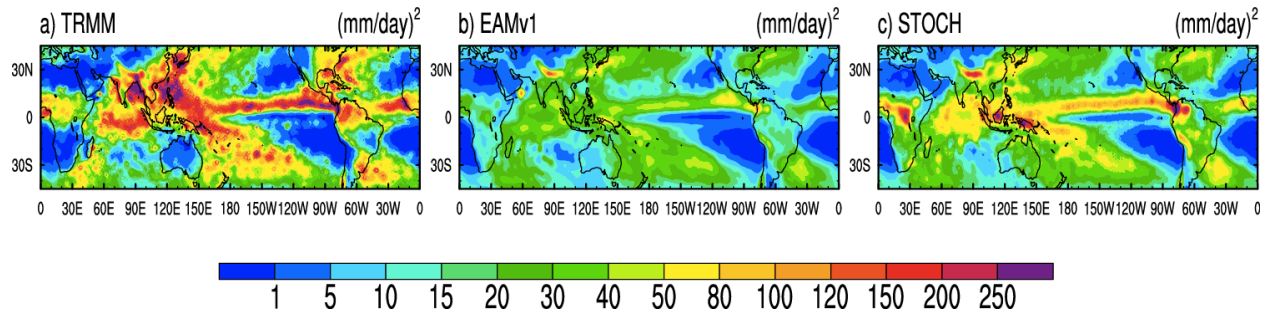 a) TRMM (mm/day)² b) EAMv1 (mm/day)² c) STOCH (mm/day)²
30N 30N 30N
0 0 0
30S 30S 30S
0 30E 60E 90E 120E 150E 180 150W 120W 90W 60W 30W 0 0 30E 60E 90E 120E 150E 180 150W 120W 90W 60W 30W 0 0 30E 60E 90E 120E 150E 180 150W 120W 90W 60W 30W 0
1 5 10 15 20 30 40 50 80 100 120 150 200 250